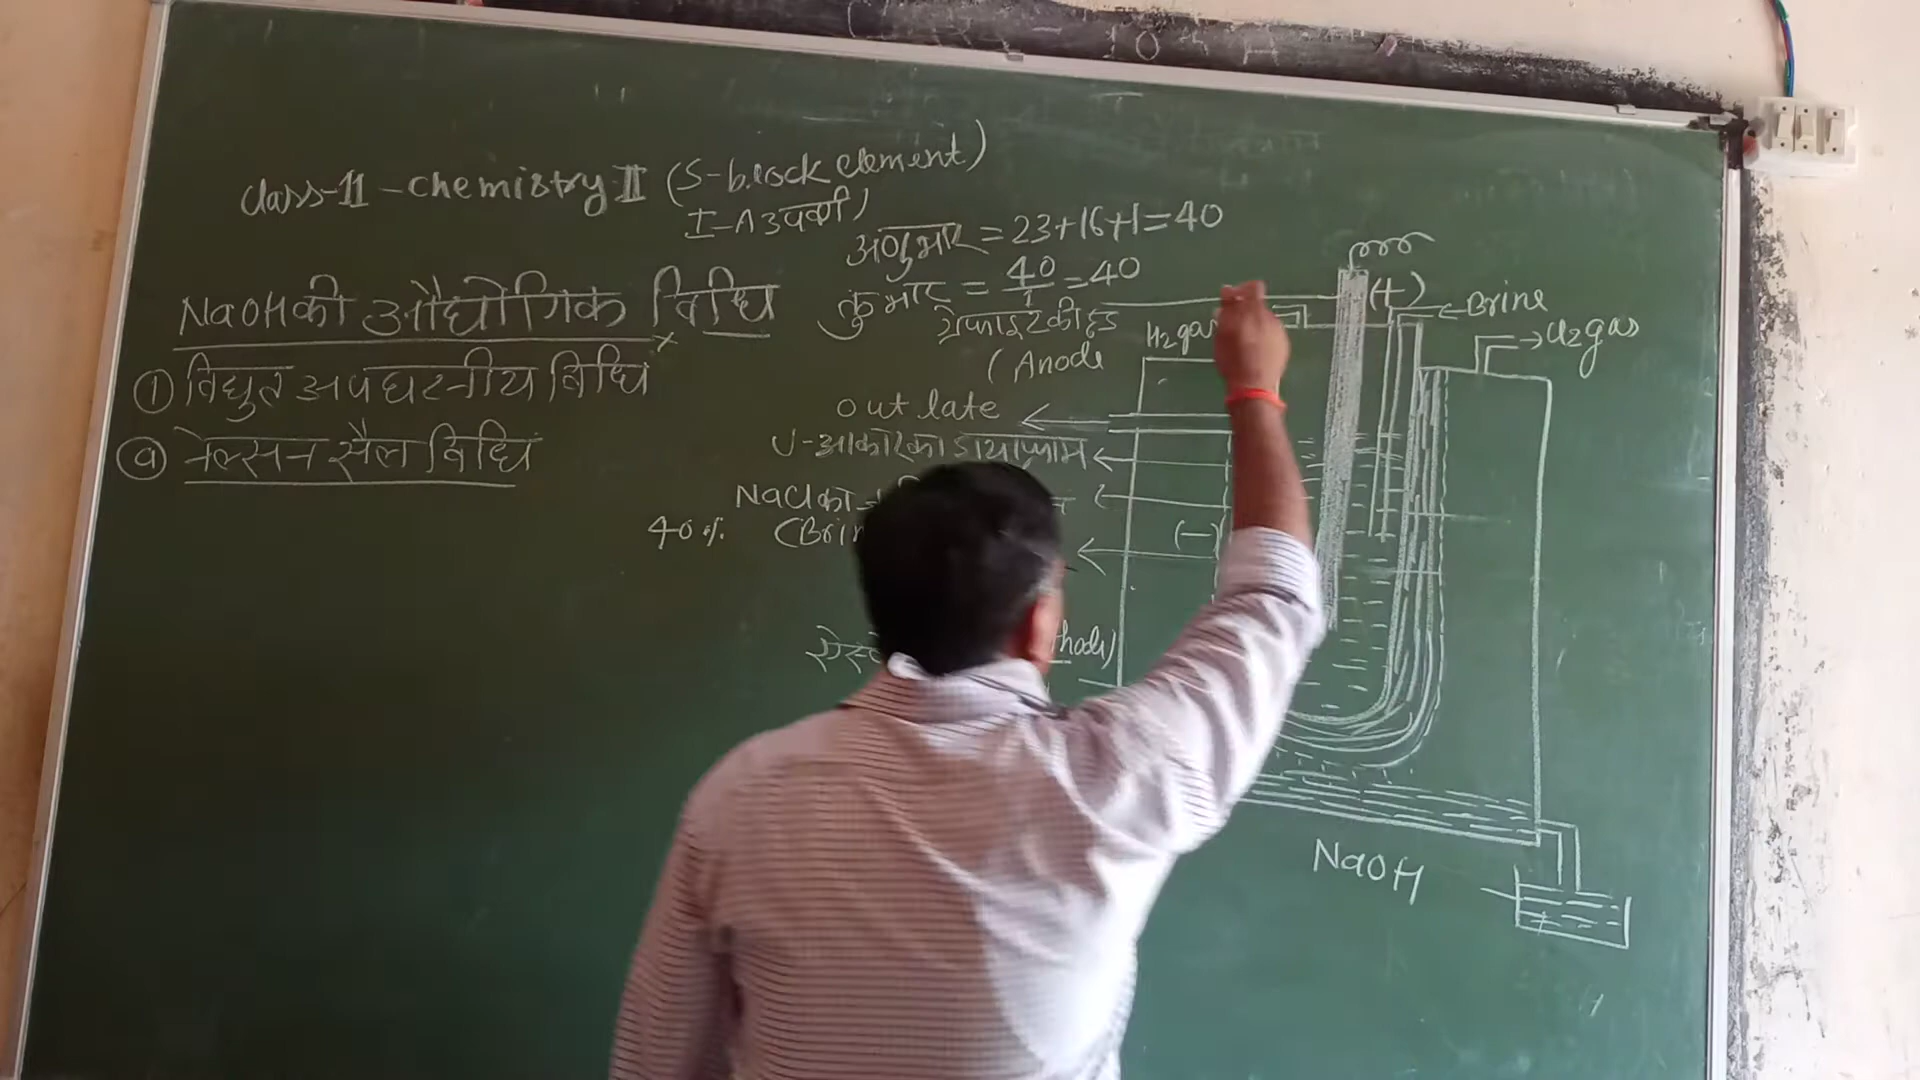 10th A
Class-11 - Chemistry II (S-block element)
I-A उपवर्ग)
अणुभार = 23+16+1=40
तुभार = 40/1 =40
NaOH की औद्योगिक विधि
① विद्युत अपघटनीय विधि
ⓐ नेल्सन सैल विधि
ग्रेफाइट की छड़
(Anode
H2 gas
(+)
Brine
Cl2 gas
out late
U-आकार का डायाफ्राम
NaCl का
40% (Brin
(-)
thode)
NaOH